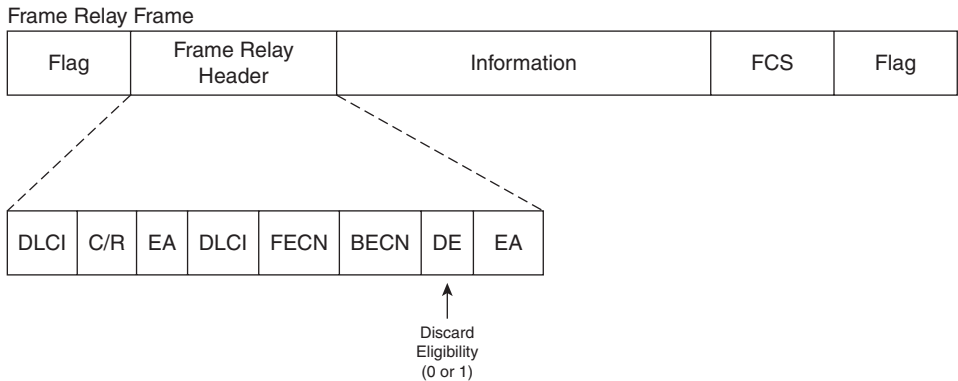 Frame Relay Frame
Flag
Frame Relay
Header
Information
FCS
Flag
DLCI
C/R
EA
DLCI
FECN
BECN
DE
EA
Discard
Eligibility
(0 or 1)